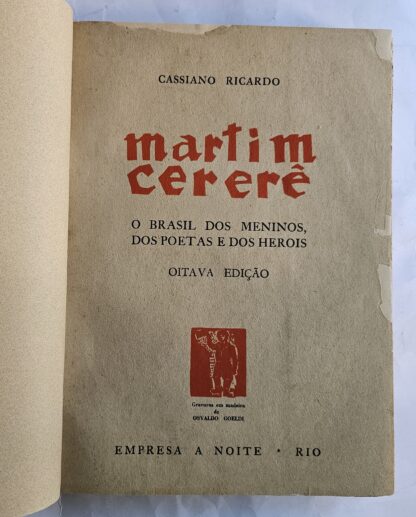 CASSIANO RICARDO
martim
cererê
O BRASIL DOS MENINOS,
DOS POETAS E DOS HEROIS
OITAVA EDIÇÃO
Gravuras em madeira
de
OSVALDO GOELDI
EMPRESA A NOITE · RIO